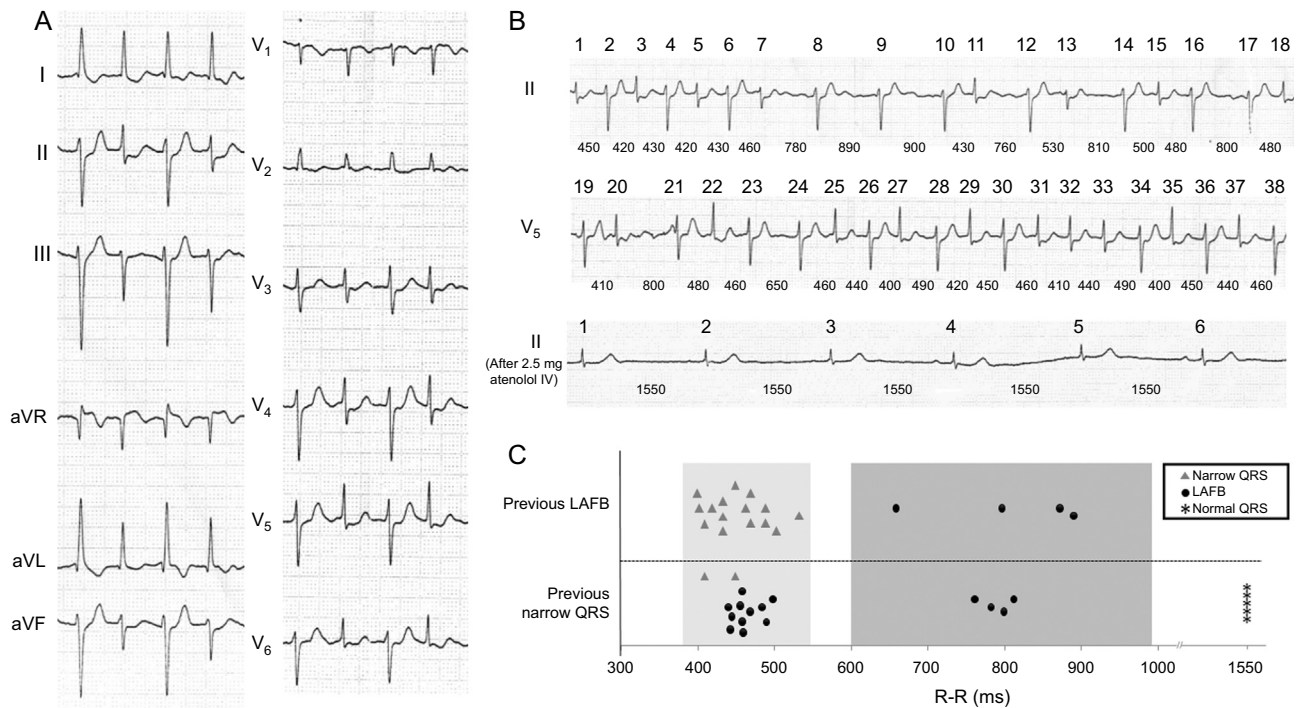 A
I
II
III
aVR
aVL
aVF
V1
V2
V3
V4
V5
V6
B
1 2 3 4 5 6 7 8 9 10 11 12 13 14 15 16 17 18
II
450 420 430 420 430 460 780 890 900 430 760 530 810 500 480 800 480
19 20 21 22 23 24 25 26 27 28 29 30 31 32 33 34 35 36 37 38
V5
410 800 480 460 650 460 440 400 490 420 450 460 410 440 490 400 450 440 460
1 2 3 4 5 6
II
(After 2.5 mg
atenolol IV)
1550 1550 1550 1550 1550
C
Narrow QRS
LAFB
Normal QRS
Previous LAFB
Previous
narrow QRS
300 400 500 600 700 800 900 1000 1550
R-R (ms)